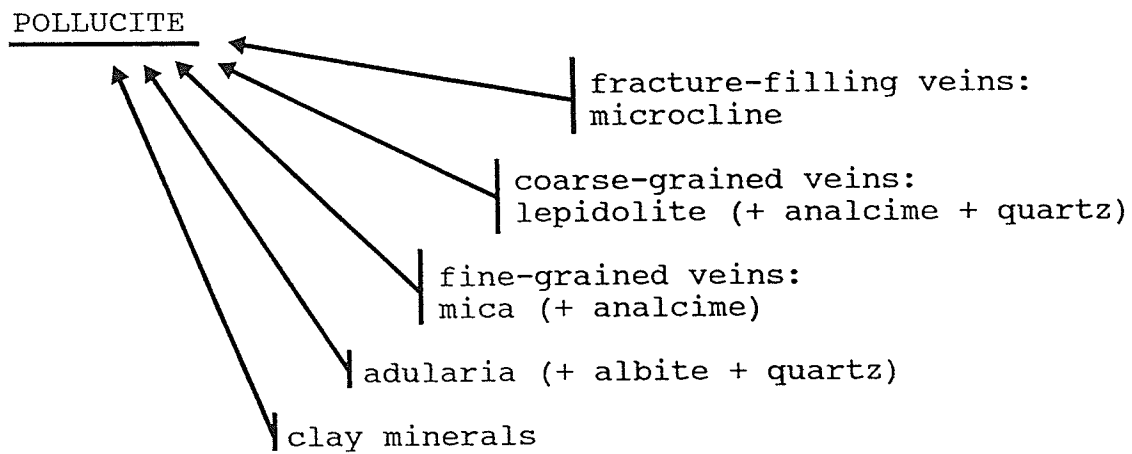 POLLUCITE
fracture-filling veins:
microcline
coarse-grained veins:
lepidolite (+ analcime + quartz)
fine-grained veins:
mica (+ analcime)
adularia (+ albite + quartz)
clay minerals